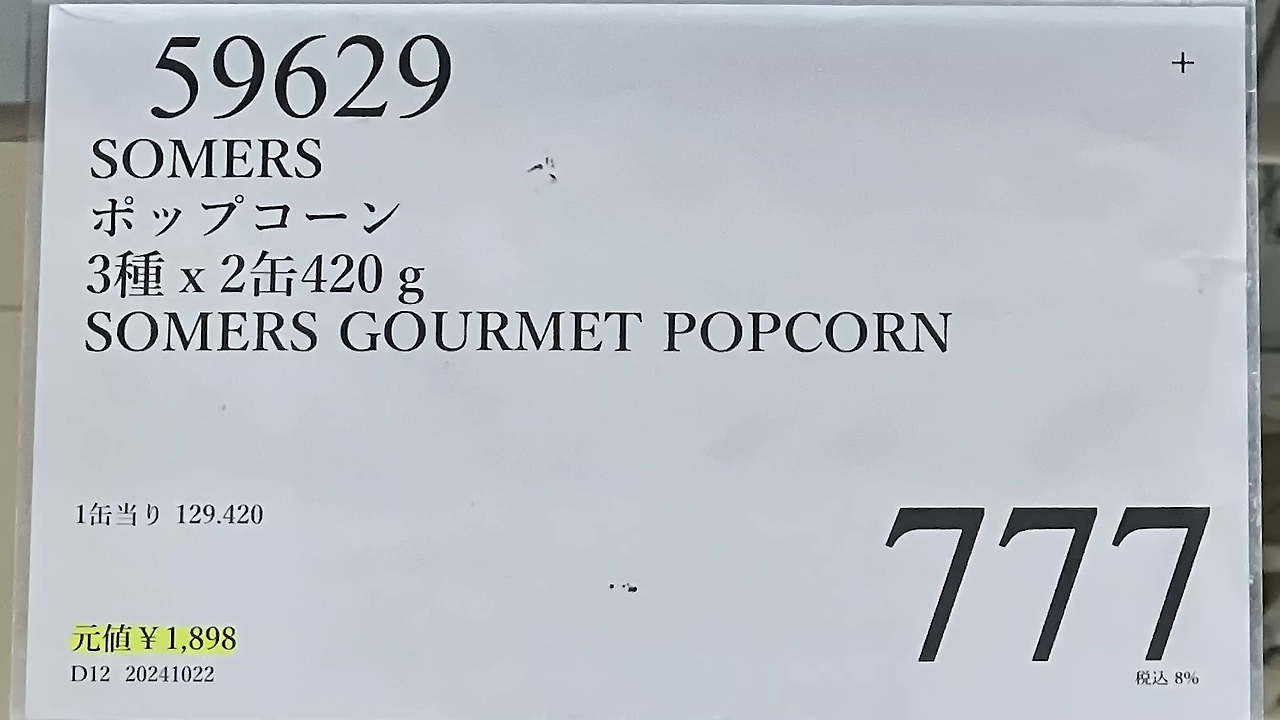 59629
+
SOMERS
ポップコーン
3種 x 2缶420 g
SOMERS GOURMET POPCORN
1缶当り 129.420
777
元値¥1,898
D12 20241022
税込 8%